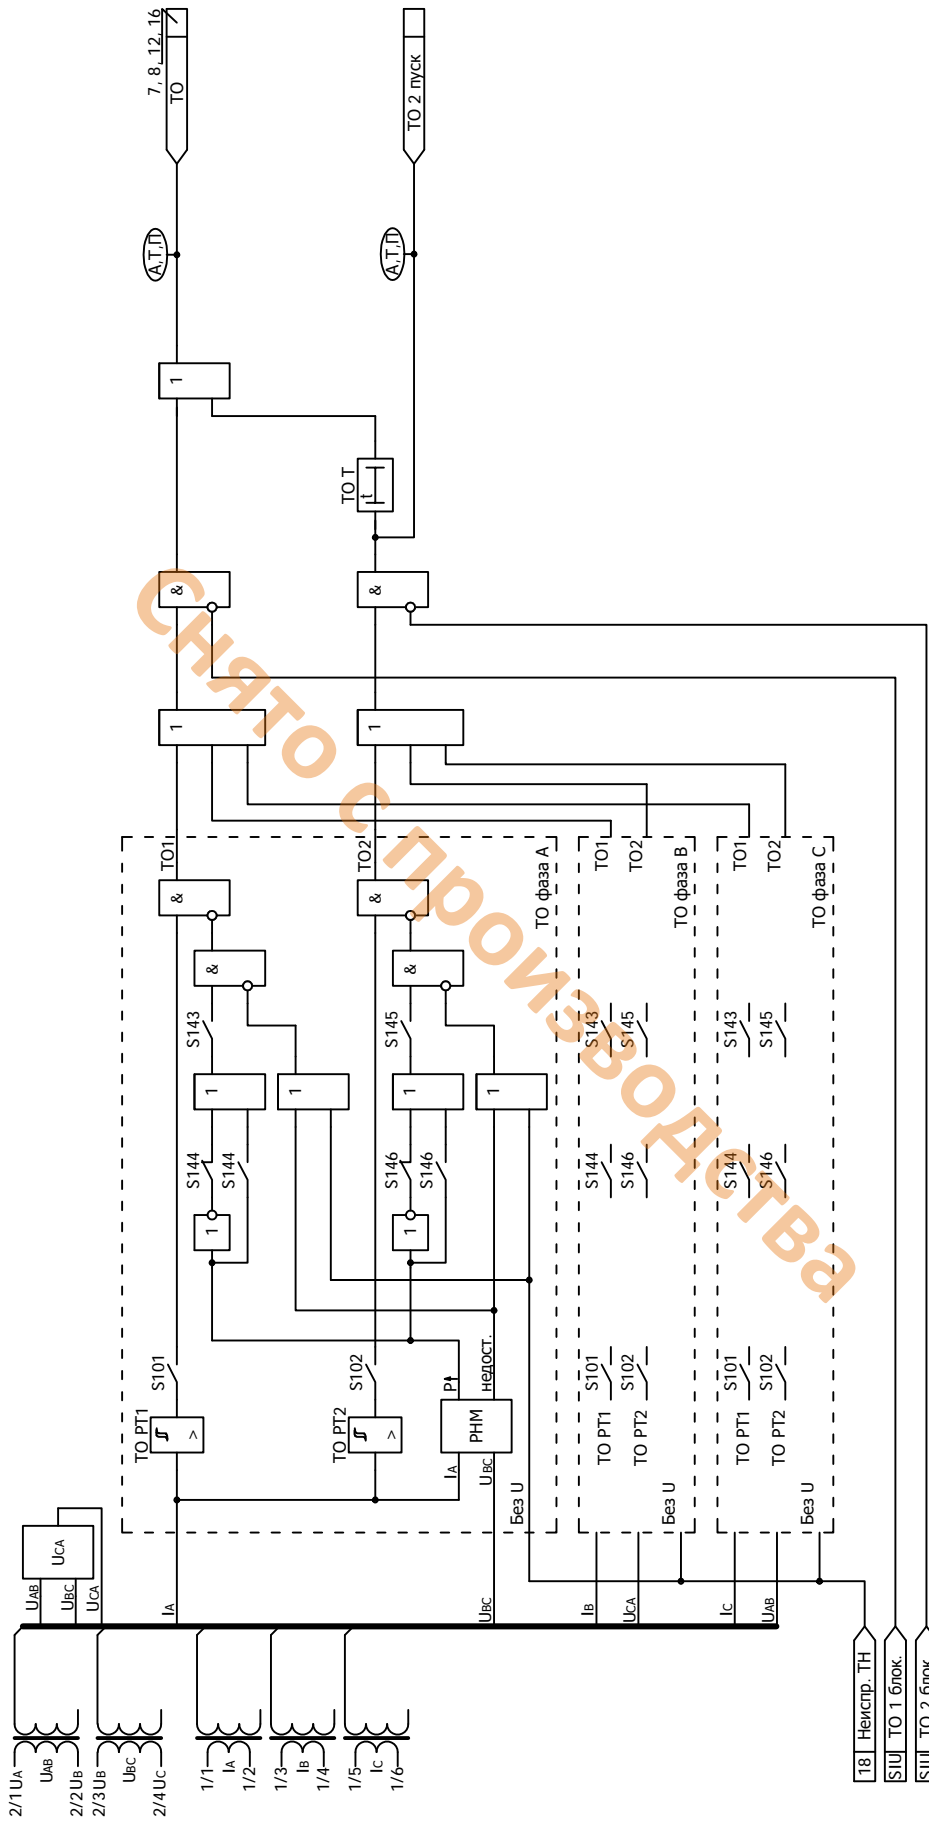 7, 8, 12, 16
ТО
ТО 2 пуск
А,Т,П
А,Т,П
1
ТО Т
t
&
&
1
1
ТО1
ТО2
&
&
ТО фаза А
ТО1
ТО2
ТО фаза В
ТО1
ТО2
ТО фаза С
&
&
S143
S145
S143
S145
S143
S145
1
1
1
1
S144
S144
S146
S146
S144
S146
S144
S146
1
1
S101
S102
P
недост.
S101
S102
S101
S102
ТО РТ1
>
ТО РТ2
>
РНМ
ТО РТ1
ТО РТ2
ТО РТ1
ТО РТ2
IA
UBC
Без U
Без U
Без U
UCA
UAB
UBC
UCA
IA
UBC
IB
UCA
IC
UAB
18 Неиспр. ТН
SIU ТО 1 блок.
SIU ТО 2 блок.
2/1 UA
UAB
2/2 UB
2/3 UB
UBC
2/4 UC
1/1
IA
1/2
1/3
IB
1/4
1/5
IC
1/6
Снято с производства